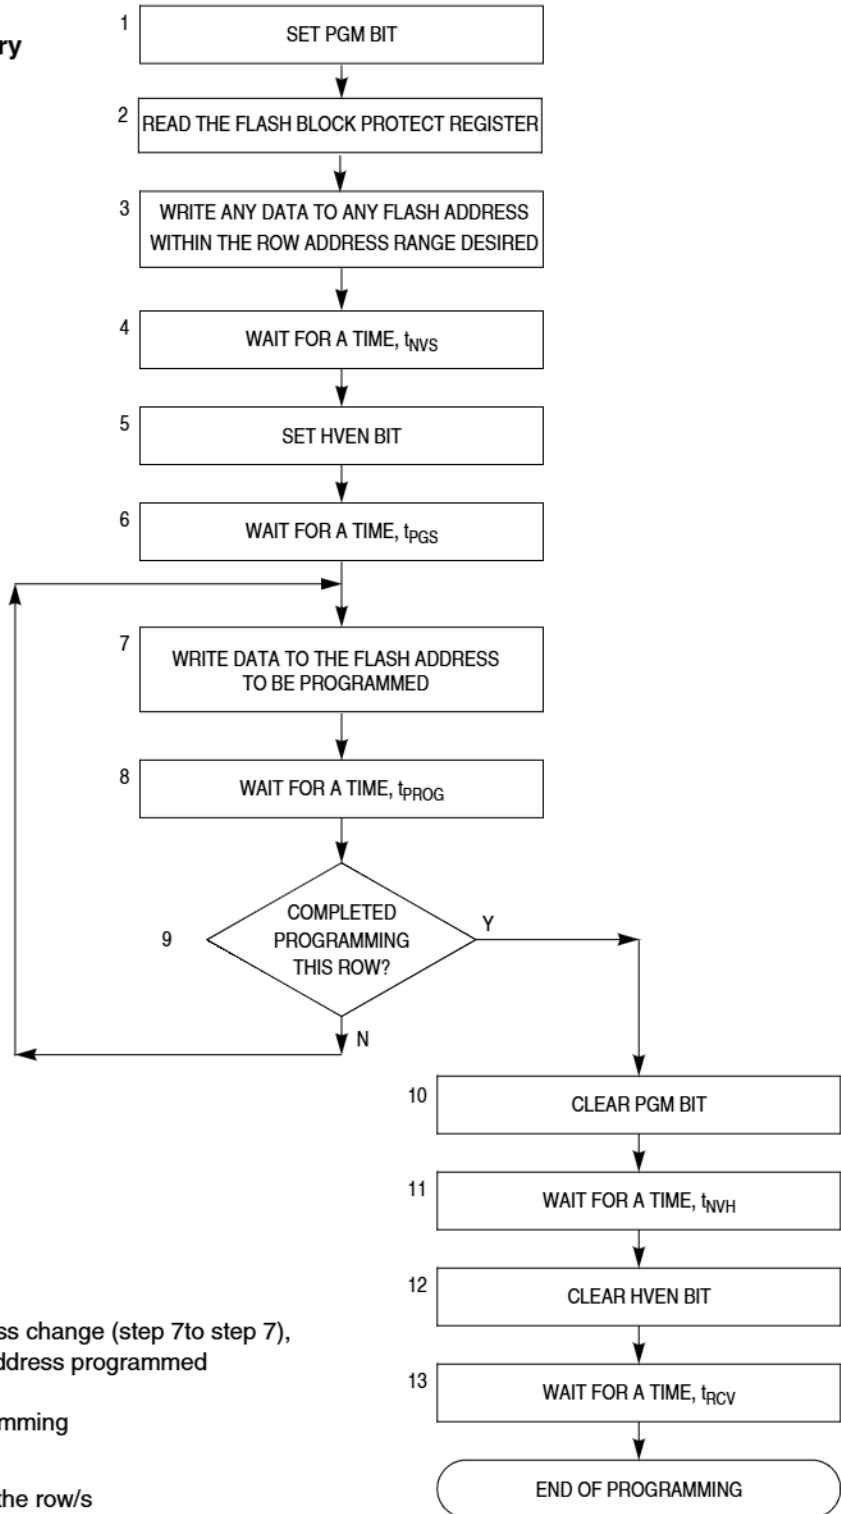 ry
1
SET PGM BIT
2
READ THE FLASH BLOCK PROTECT REGISTER
3
WRITE ANY DATA TO ANY FLASH ADDRESS
WITHIN THE ROW ADDRESS RANGE DESIRED
4
WAIT FOR A TIME, tNVS
5
SET HVEN BIT
6
WAIT FOR A TIME, tPGS
7
WRITE DATA TO THE FLASH ADDRESS
TO BE PROGRAMMED
8
WAIT FOR A TIME, tPROG
9
COMPLETED
PROGRAMMING
THIS ROW?
Y
N
10
CLEAR PGM BIT
11
WAIT FOR A TIME, tNVH
12
CLEAR HVEN BIT
13
WAIT FOR A TIME, tRCV
END OF PROGRAMMING
ss change (step 7to step 7),
ddress programmed
mming
the row/s